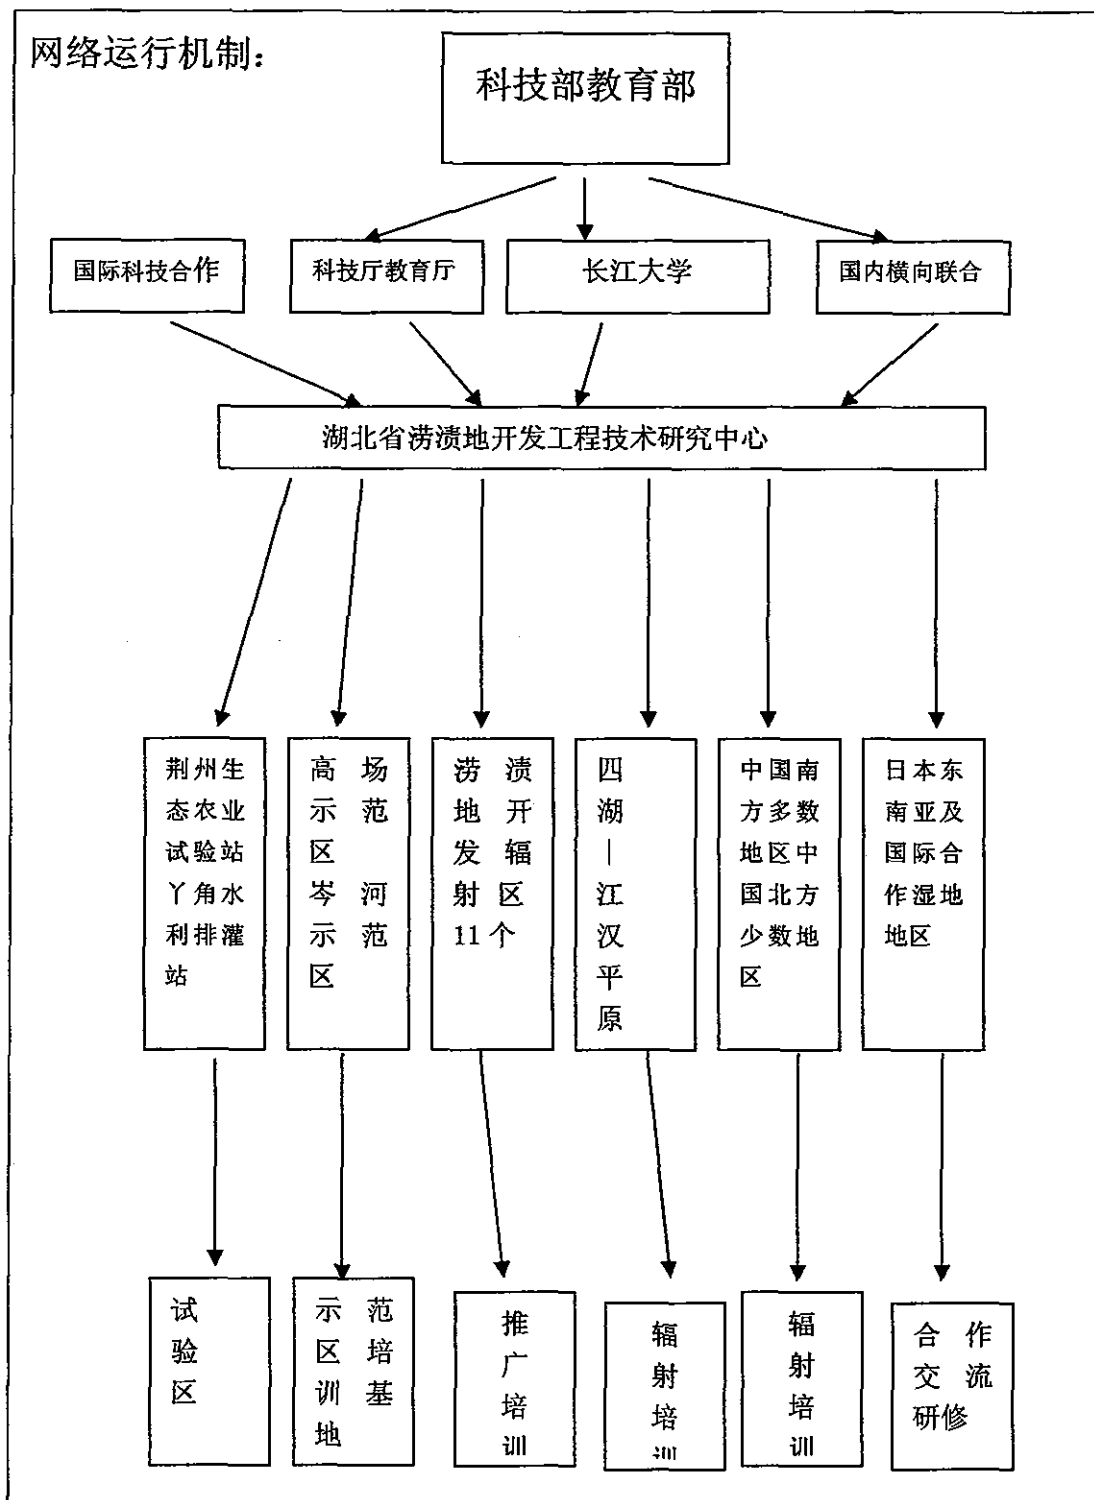 网络运行机制：
科技部教育部
国际科技合作
科技厅教育厅
长江大学
国内横向联合
湖北省涝渍地开发工程技术研究中心
荆州生
态农业
试验站
丫角水
利排灌
站
高场
示范
区
岑河
示范
区
涝渍
地开
发辐
射区
11个
四
湖
—
江
汉
平
原
中国南
方多数
地区中
国北方
少数地
区
日本东
南亚及
国际合
作湿地
地区
试
验
区
示范
区培
训基
地
推
广
培
训
辐
射
培
训
辐
射
培
训
合作
交流
研修